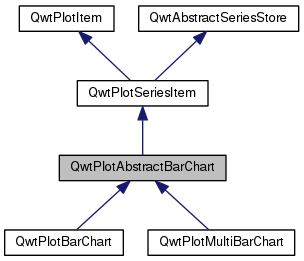 QwtPlotItem
QwtAbstractSeriesStore
QwtPlotSeriesItem
QwtPlotAbstractBarChart
QwtPlotBarChart
QwtPlotMultiBarChart